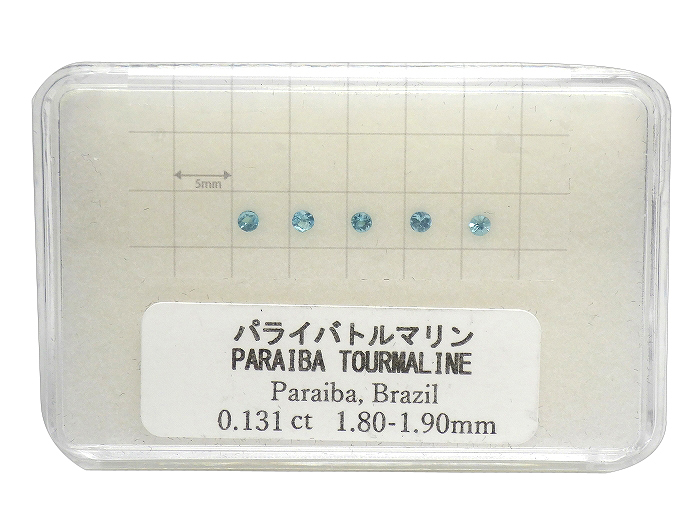 5mm
パライバトルマリン
PARAIBA TOURMALINE
Paraiba, Brazil
0.131 ct 1.80-1.90mm